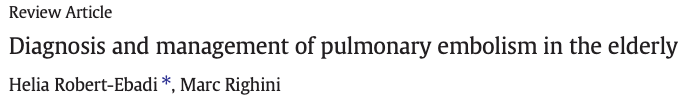 Review Article
Diagnosis and management of pulmonary embolism in the elderly
Helia Robert-Ebadi *, Marc Righini